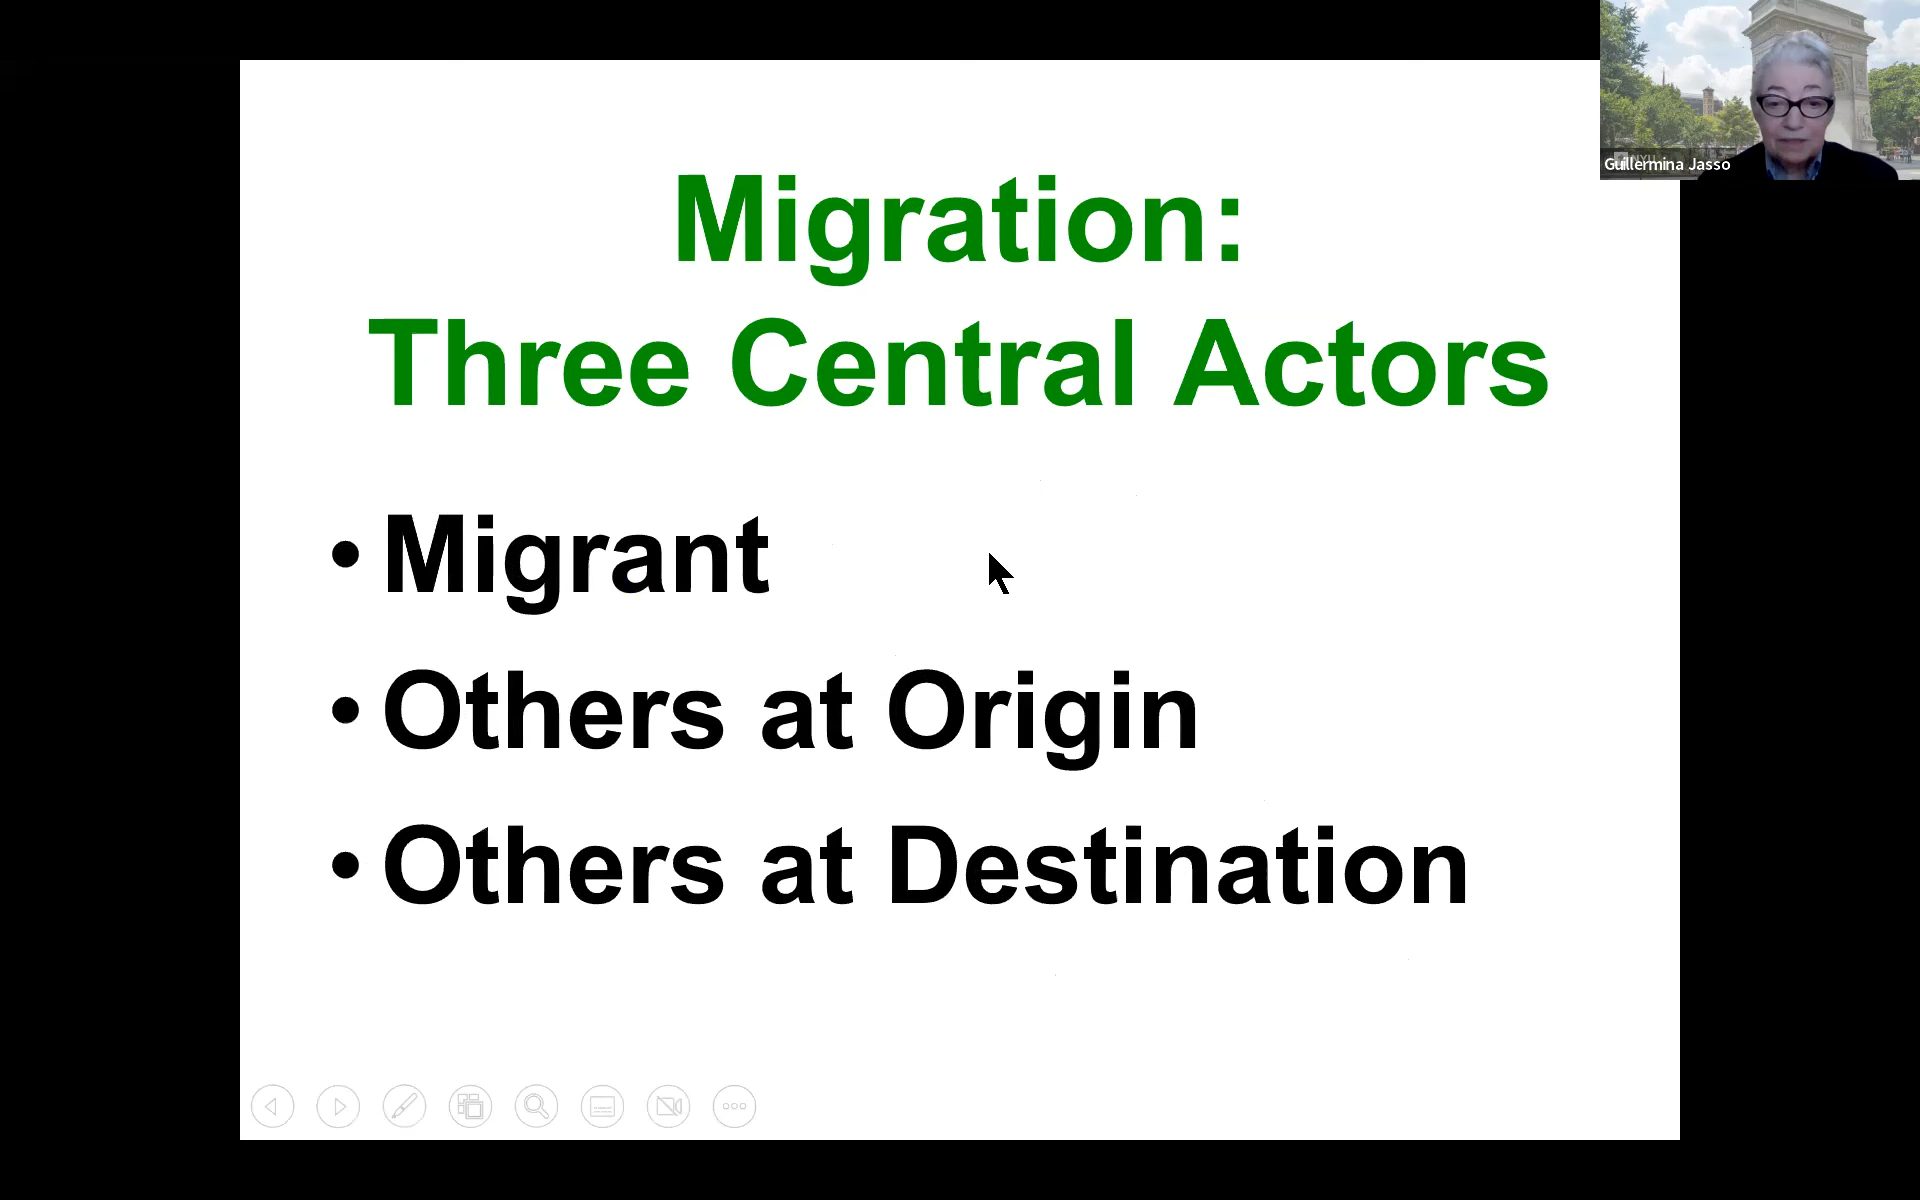 Migration:
Three Central Actors
• Migrant
• Others at Origin
• Others at Destination
Guillermina Jasso